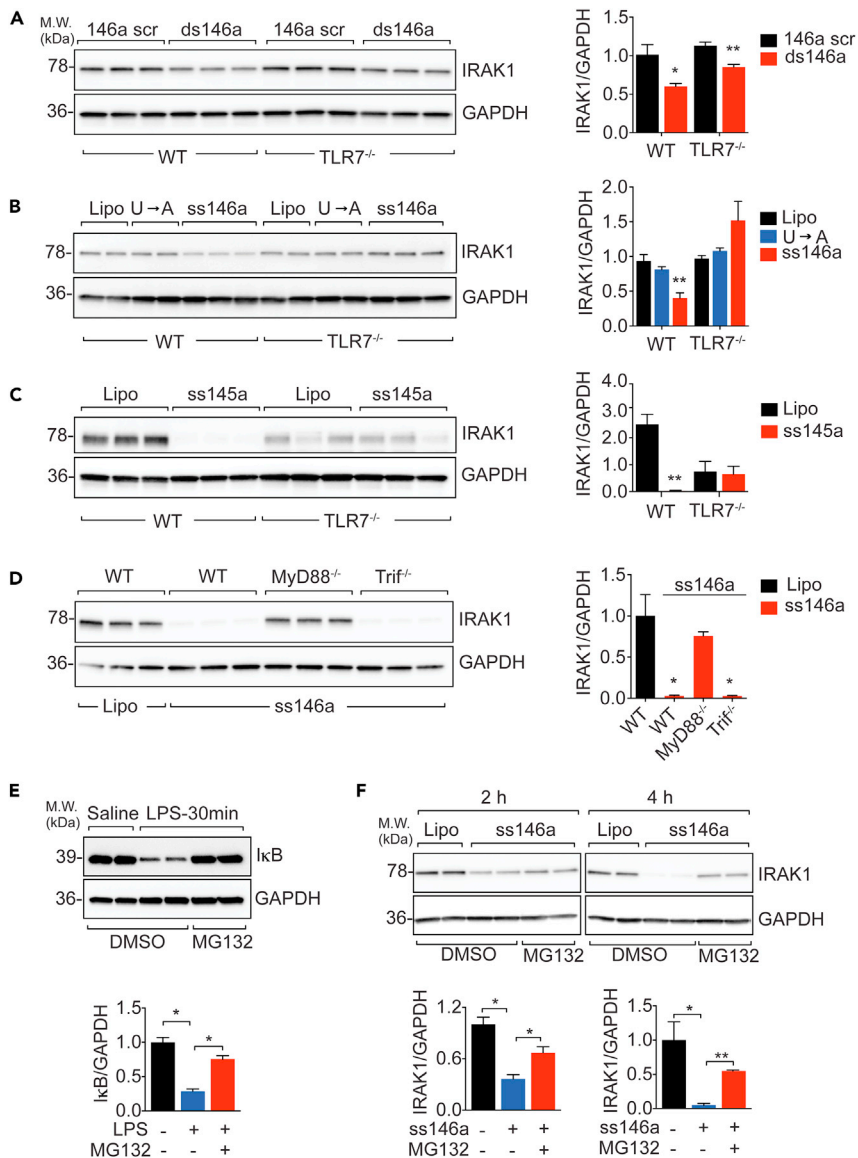 A
M.W.
(kDa)
146a scr ds146a 146a scr ds146a
78- IRAK1
36- GAPDH
WT TLR7-/-
IRAK1/GAPDH
1.5
1.0
0.5
0.0
* **
WT TLR7-/-
146a scr
ds146a
B
Lipo U→A ss146a Lipo U→A ss146a
78- IRAK1
36- GAPDH
WT TLR7-/-
IRAK1/GAPDH
2.0
1.5
1.0
0.5
0.0
**
WT TLR7-/-
Lipo
U→A
ss146a
C
Lipo ss145a Lipo ss145a
78- IRAK1
36- GAPDH
WT TLR7-/-
IRAK1/GAPDH
4.0
3.0
2.0
1.0
0.0
**
WT TLR7-/-
Lipo
ss145a
D
WT WT MyD88-/- Trif-/-
78- IRAK1
36- GAPDH
Lipo ss146a
IRAK1/GAPDH
1.5
1.0
0.5
0.0
ss146a
* *
WT WT MyD88-/- Trif-/-
Lipo
ss146a
E
M.W.
(kDa)
Saline LPS-30min
39- IκB
36- GAPDH
DMSO MG132
IκB/GAPDH
1.5
1.0
0.5
0.0
* *
LPS - + +
MG132 - - +
F
2 h 4 h
M.W.
(kDa)
Lipo ss146a Lipo ss146a
78- IRAK1
36- GAPDH
DMSO MG132 DMSO MG132
IRAK1/GAPDH
1.2
0.6
0.0
* *
ss146a - + +
MG132 - - +
IRAK1/GAPDH
1.5
1.0
0.5
0.0
* **
ss146a - + +
MG132 - - +